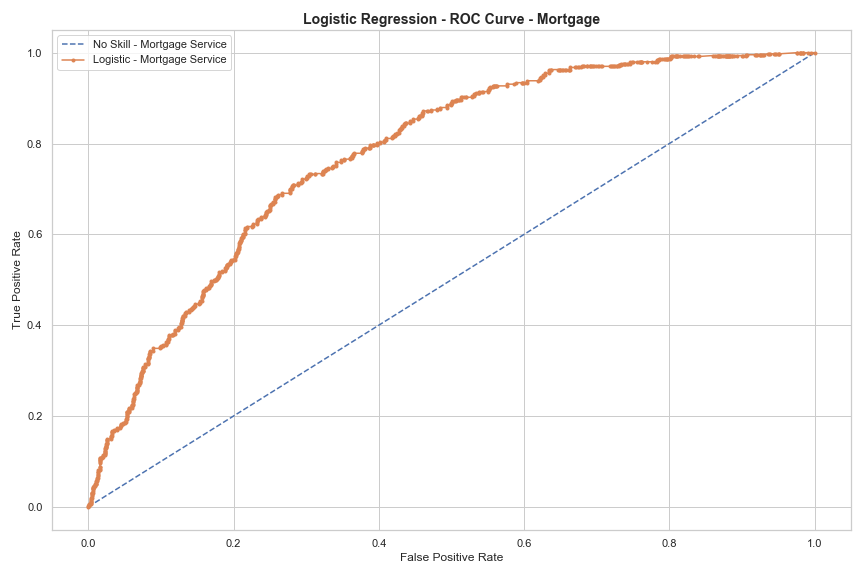 Logistic Regression - ROC Curve - Mortgage
No Skill - Mortgage Service
Logistic - Mortgage Service
True Positive Rate
1.0
0.8
0.6
0.4
0.2
0.0
0.0 0.2 0.4 0.6 0.8 1.0
False Positive Rate